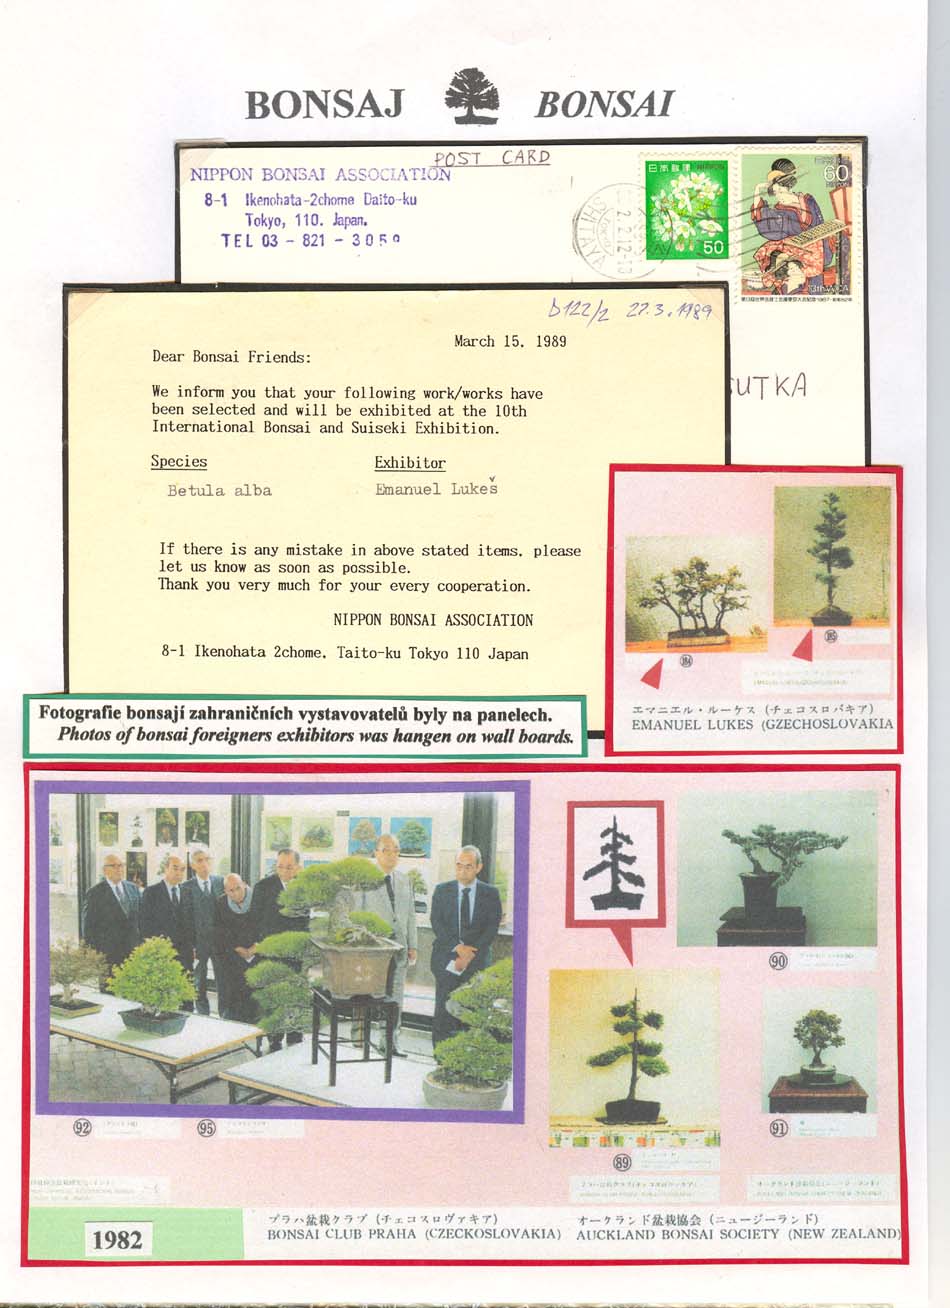 BONSAJ BONSAI
POST CARD
NIPPON BONSAI ASSOCIATION
8-1 Ikenohata-2chome Daito-ku
Tokyo, 110. Japan.
TEL 03 - 821 - 3059
SHITAYA
日本郵便 NIPPON
50
60
13th WCA
UTKA
b122/2 27.3.1989
March 15, 1989
Dear Bonsai Friends:
We inform you that your following work/works have
been selected and will be exhibited at the 10th
International Bonsai and Suiseki Exhibition.
Species Exhibitor
Betula alba Emanuel Lukeš
If there is any mistake in above stated items, please
let us know as soon as possible.
Thank you very much for your every cooperation.
NIPPON BONSAI ASSOCIATION
8-1 Ikenohata 2chome, Taito-ku Tokyo 110 Japan
184
185
エマニエル・ルーケス (チェコスロバキア)
EMANUEL LUKES (GZECHOSLOVAKIA
Fotografie bonsají zahraničních vystavovatelů byly na panelech.
Photos of bonsai foreigners exhibitors was hangen on wall boards.
90
92
95
89
91
1982
プラハ盆栽クラブ (チェコスロヴァキア)
BONSAI CLUB PRAHA (CZECKOSLOVAKIA)
オークランド盆栽協会 (ニュージーランド)
AUCKLAND BONSAI SOCIETY (NEW ZEALAND)